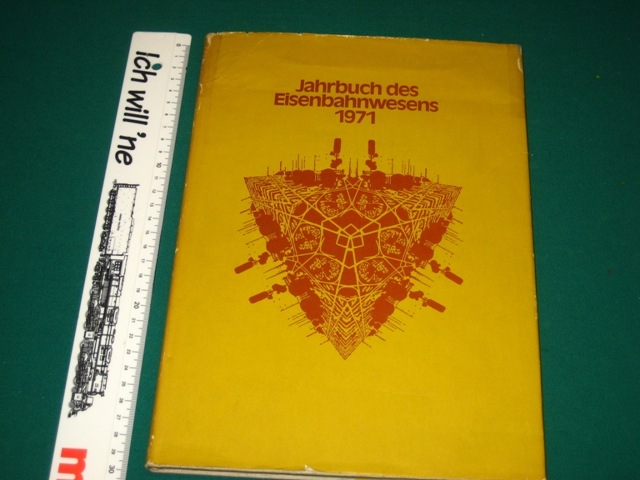 Ich will 'ne
m
Jahrbuch des
Eisenbahnwesens
1971